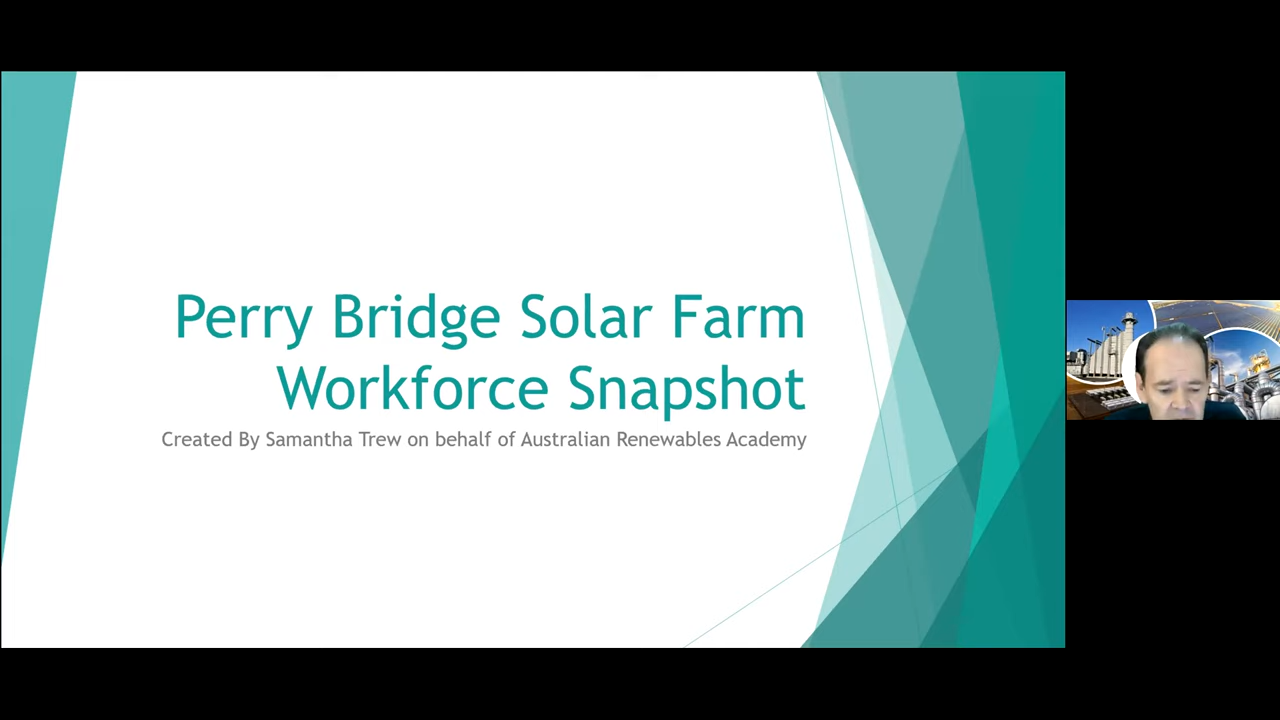 Perry Bridge Solar Farm
Workforce Snapshot
Created By Samantha Trew on behalf of Australian Renewables Academy